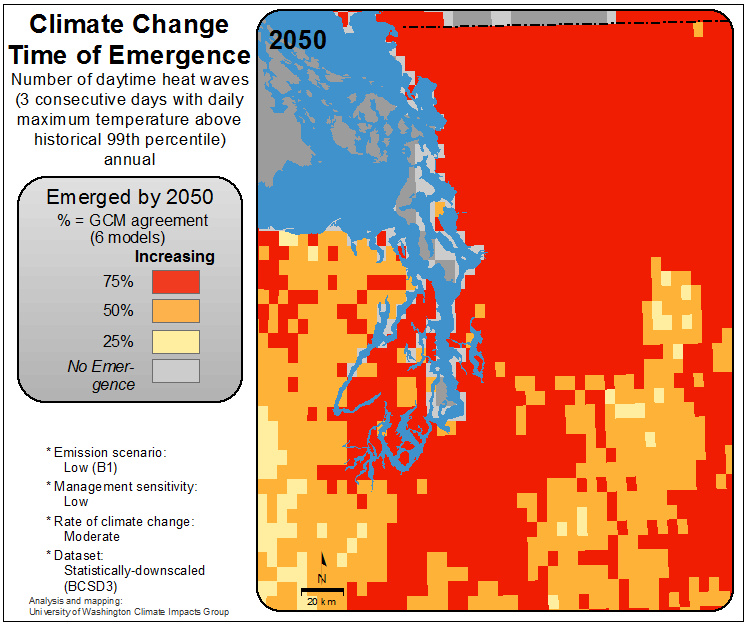 Climate Change
Time of Emergence
Number of daytime heat waves
(3 consecutive days with daily
maximum temperature above
historical 99th percentile)
annual
Emerged by 2050
% = GCM agreement
(6 models)
Increasing
75%
50%
25%
No Emer-
gence
* Emission scenario:
Low (B1)
* Management sensitivity:
Low
* Rate of climate change:
Moderate
* Dataset:
Statistically-downscaled
(BCSD3)
Analysis and mapping:
University of Washington Climate Impacts Group
2050
N
20 km